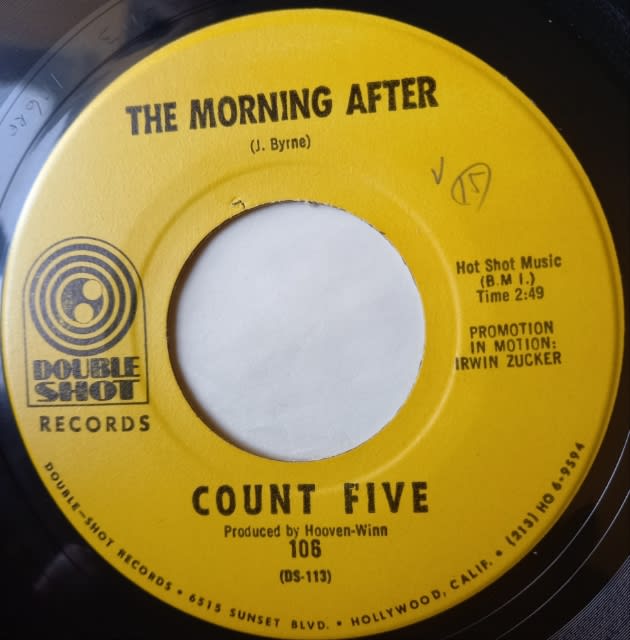 THE MORNING AFTER
(J. Byrne)
V 15
Hot Shot Music
(B.M I.)
Time 2:49
PROMOTION
IN MOTION:
IRWIN ZUCKER
DOUBLE
SHOT
RECORDS
COUNT FIVE
Produced by Hooven-Winn
106
(DS-113)
DOUBLE-SHOT RECORDS • 6515 SUNSET BLVD. • HOLLYWOOD, CALIF. • (213) HO 6-9594